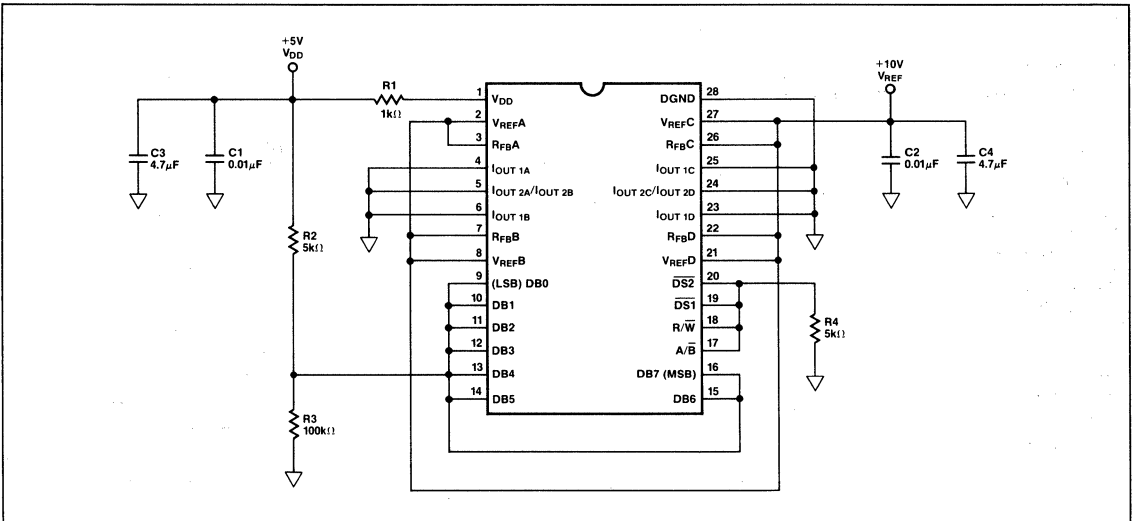 +5V
VDD
R1
1kΩ
C3
4.7μF
C1
0.01μF
R2
5kΩ
R3
100kΩ
1 VDD
2 VREFA
3 RFBA
4 IOUT 1A
5 IOUT 2A/IOUT 2B
6 IOUT 1B
7 RFBB
8 VREFB
9 (LSB) DB0
10 DB1
11 DB2
12 DB3
13 DB4
14 DB5
DGND 28
VREFC 27
RFBC 26
IOUT 1C 25
IOUT 2C/IOUT 2D 24
IOUT 1D 23
RFBD 22
VREFD 21
D̅S̅2̅ 20
D̅S̅1̅ 19
R/W̅ 18
A/B̅ 17
DB7 (MSB) 16
DB6 15
+10V
VREF
C2
0.01μF
C4
4.7μF
R4
5kΩ